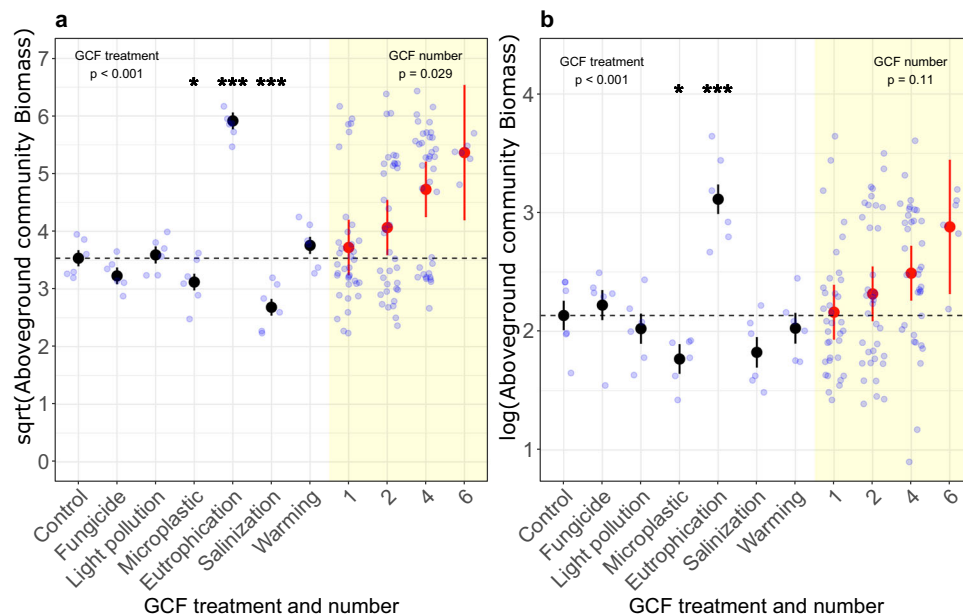 a
sqrt(Aboveground community Biomass)
7
6
5
4
3
2
1
0
GCF treatment
p < 0.001
* *** ***
GCF number
p = 0.029
Control
Fungicide
Light pollution
Microplastic
Eutrophication
Salinization
Warming
1
2
4
6
GCF treatment and number
b
log(Aboveground community Biomass)
4
3
2
1
GCF treatment
p < 0.001
* ***
GCF number
p = 0.11
Control
Fungicide
Light pollution
Microplastic
Eutrophication
Salinization
Warming
1
2
4
6
GCF treatment and number